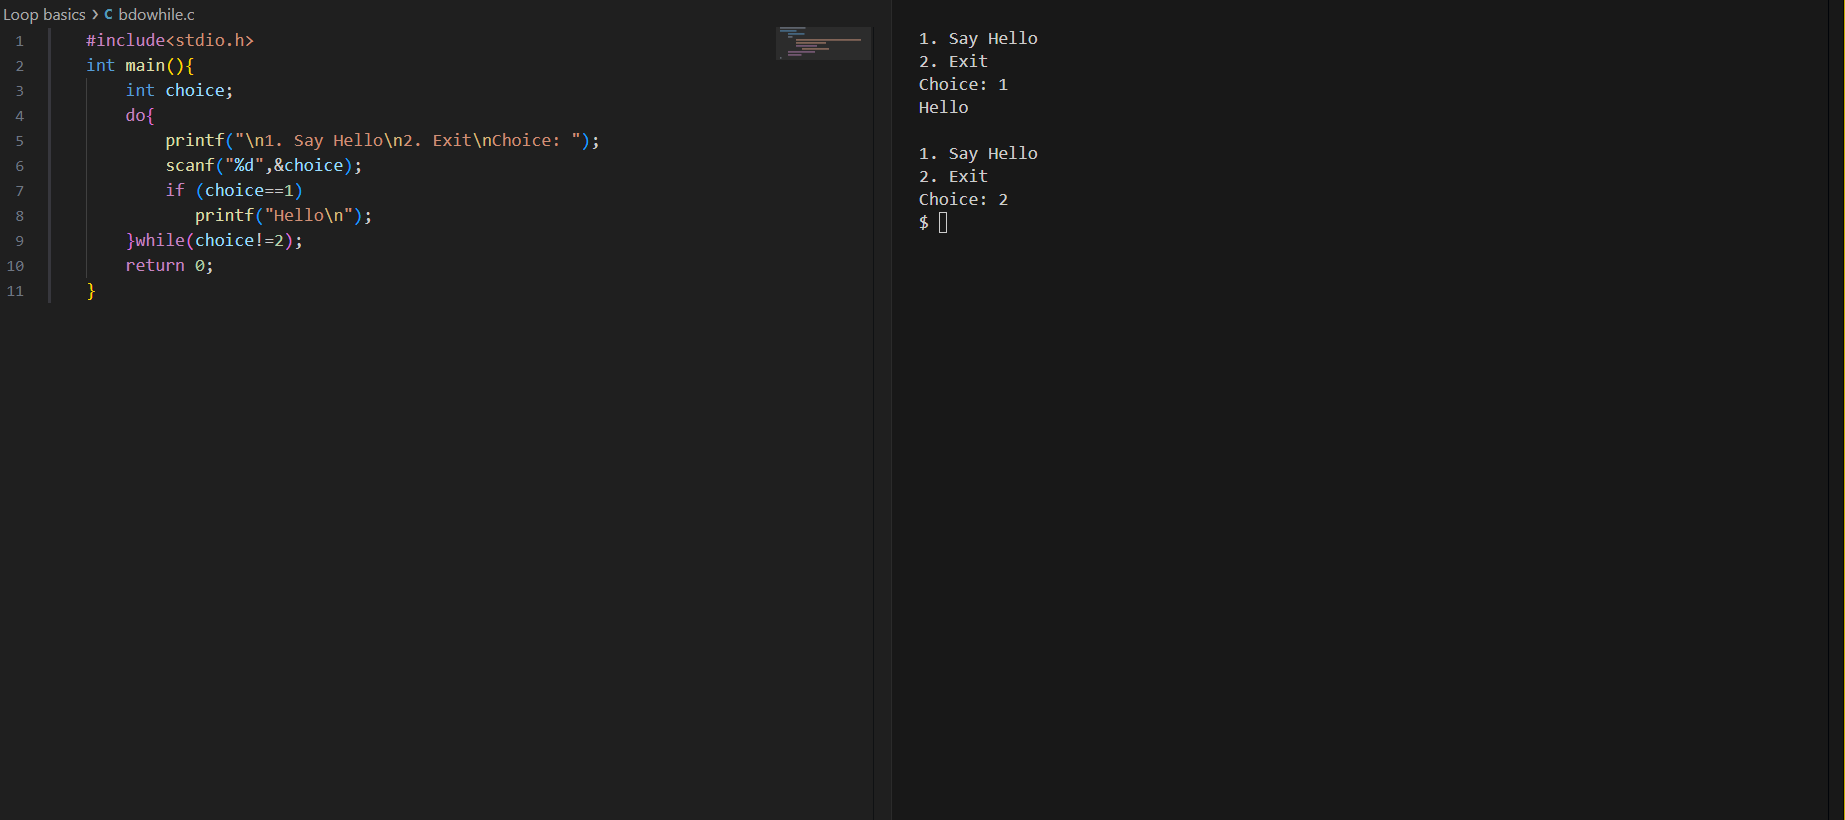 Loop basics > C bdowhile.c
1 #include<stdio.h>
2 int main(){
3 int choice;
4 do{
5 printf("\n1. Say Hello\n2. Exit\nChoice: ");
6 scanf("%d",&choice);
7 if (choice==1)
8 printf("Hello\n");
9 }while(choice!=2);
10 return 0;
11 }
1. Say Hello
2. Exit
Choice: 1
Hello
1. Say Hello
2. Exit
Choice: 2
$